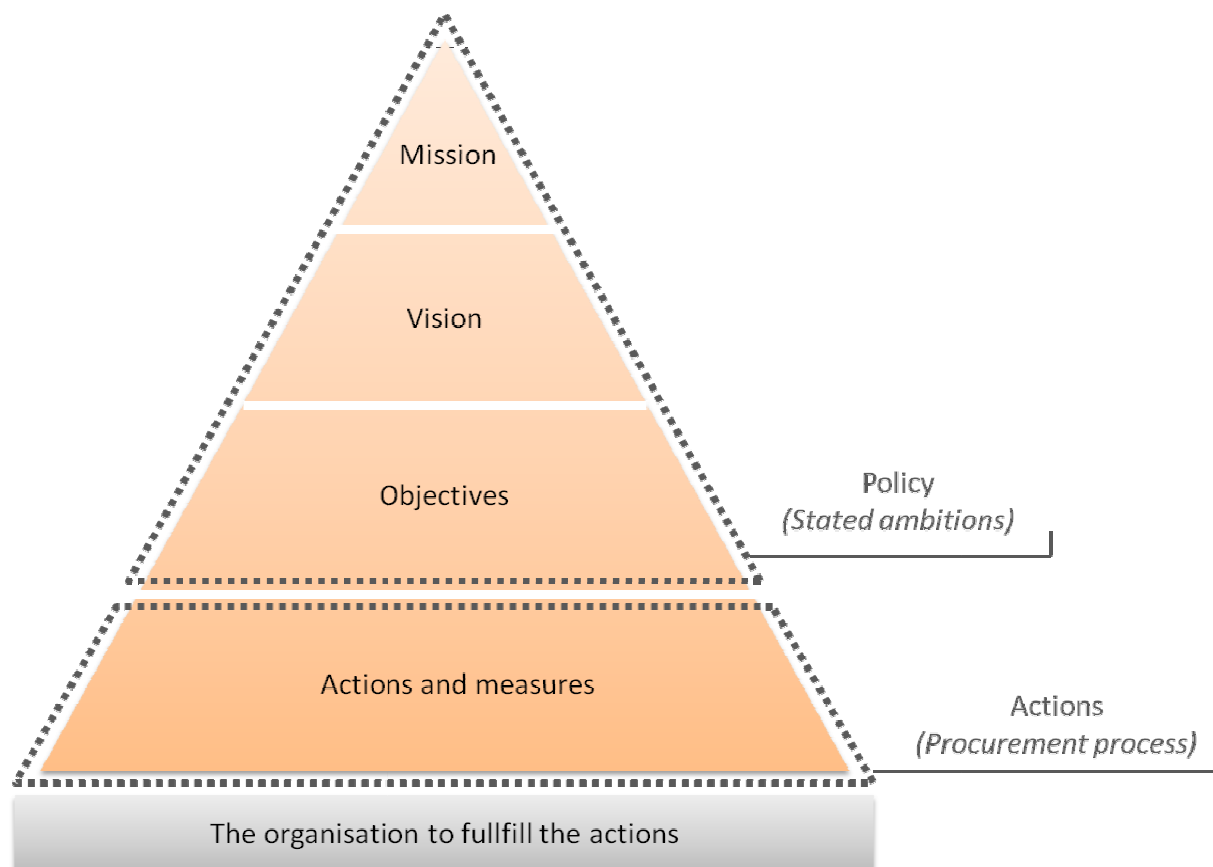 Mission
Vision
Objectives
Policy
(Stated ambitions)
Actions and measures
Actions
(Procurement process)
The organisation to fullfill the actions